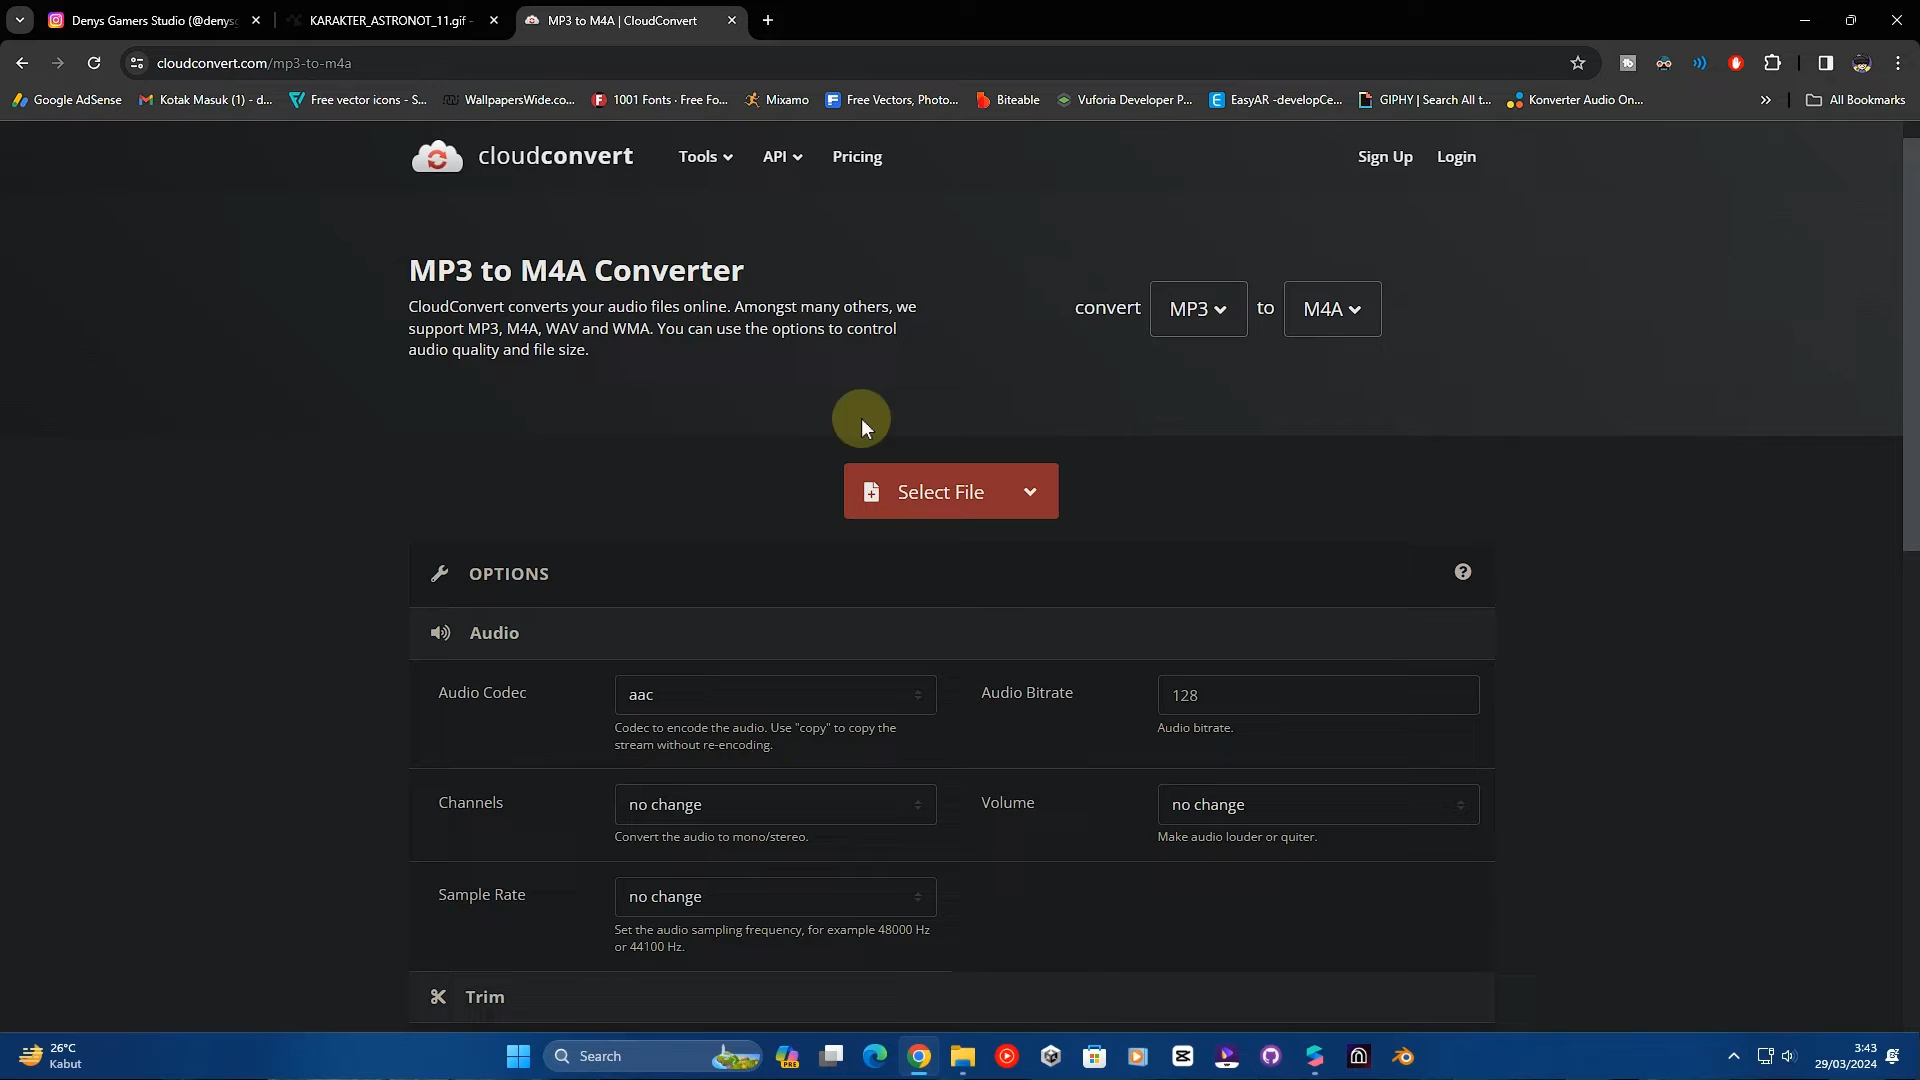 Denys Gamers Studio (@denysg
KARAKTER_ASTRONOT_11.gif -
MP3 to M4A | CloudConvert
cloudconvert.com/mp3-to-m4a
Google AdSense
Kotak Masuk (1) - d...
Free vector icons - S...
WallpapersWide.co...
1001 Fonts · Free Fo...
Mixamo
Free Vectors, Photo...
Biteable
Vuforia Developer P...
EasyAR -developCe...
GIPHY | Search All t...
Konverter Audio On...
All Bookmarks
cloudconvert
Tools
API
Pricing
Sign Up
Login
MP3 to M4A Converter
CloudConvert converts your audio files online. Amongst many others, we
support MP3, M4A, WAV and WMA. You can use the options to control
audio quality and file size.
convert MP3 to M4A
Select File
OPTIONS
Audio
Audio Codec
aac
Codec to encode the audio. Use "copy" to copy the
stream without re-encoding.
Audio Bitrate
128
Audio bitrate.
Channels
no change
Convert the audio to mono/stereo.
Volume
no change
Make audio louder or quiter.
Sample Rate
no change
Set the audio sampling frequency, for example 48000 Hz
or 44100 Hz.
Trim
26°C
Kabut
Search
PRE
3:43
29/03/2024